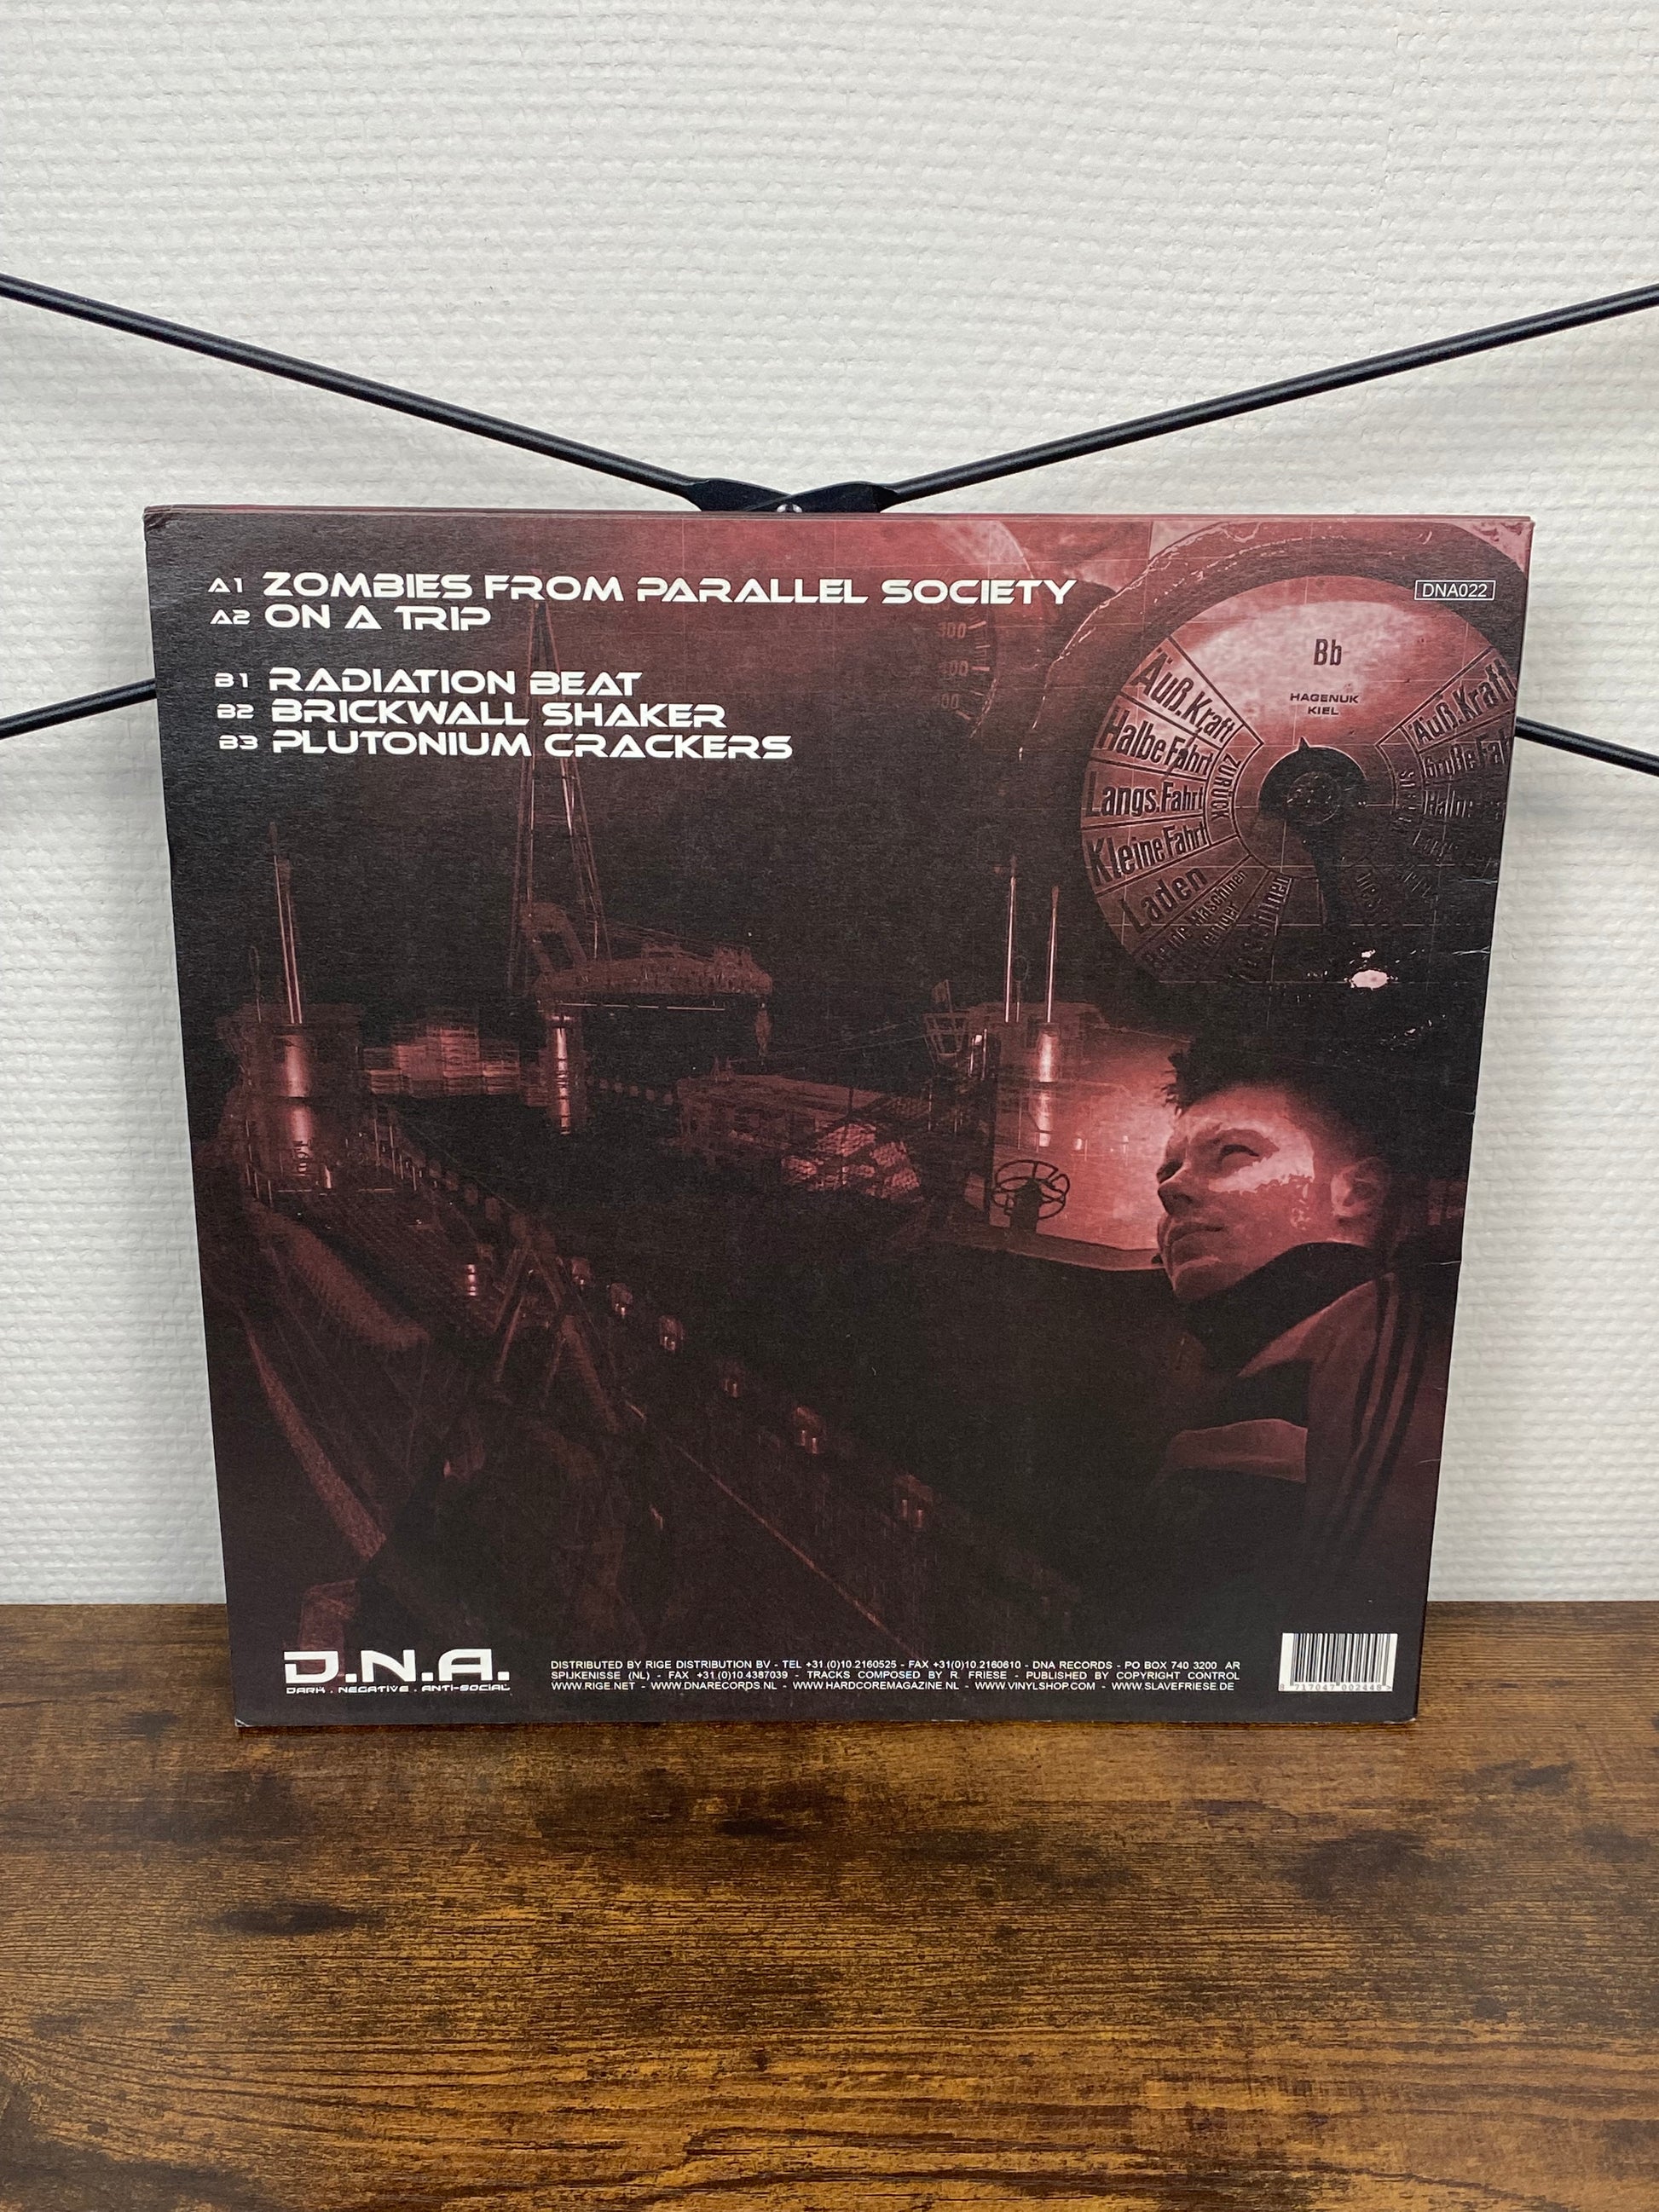 A1 ZOMBIES FROM PARALLEL SOCIETY
A2 ON A TRIP
B1 RADIATION BEAT
B2 BRICKWALL SHAKER
B3 PLUTONIUM CRACKERS
DNA022
Bb
HAGENUK
KIEL
Äuß.Kraft
Halbe Fahrt
Langs.Fahrt
Kleine Fahrt
Laden
ZURÜCK
Äuß.Kraft
300
D.N.A.
DARK . NEGATIVE . ANTI-SOCIAL
DISTRIBUTED BY RIGE DISTRIBUTION BV - TEL +31 (0)10.2160525 - FAX +31(0)10 2160610 - DNA RECORDS - PO BOX 740 3200 AR
SPIJKENISSE (NL) - FAX +31.(0)10.4387039 - TRACKS COMPOSED BY R. FRIESE - PUBLISHED BY COPYRIGHT CONTROL
WWW.RIGE.NET - WWW.DNARECORDS.NL - WWW.HARDCOREMAGAZINE.NL - WWW.VINYLSHOP.COM - WWW.SLAVEFRIESE.DE
8 717047 002448 >